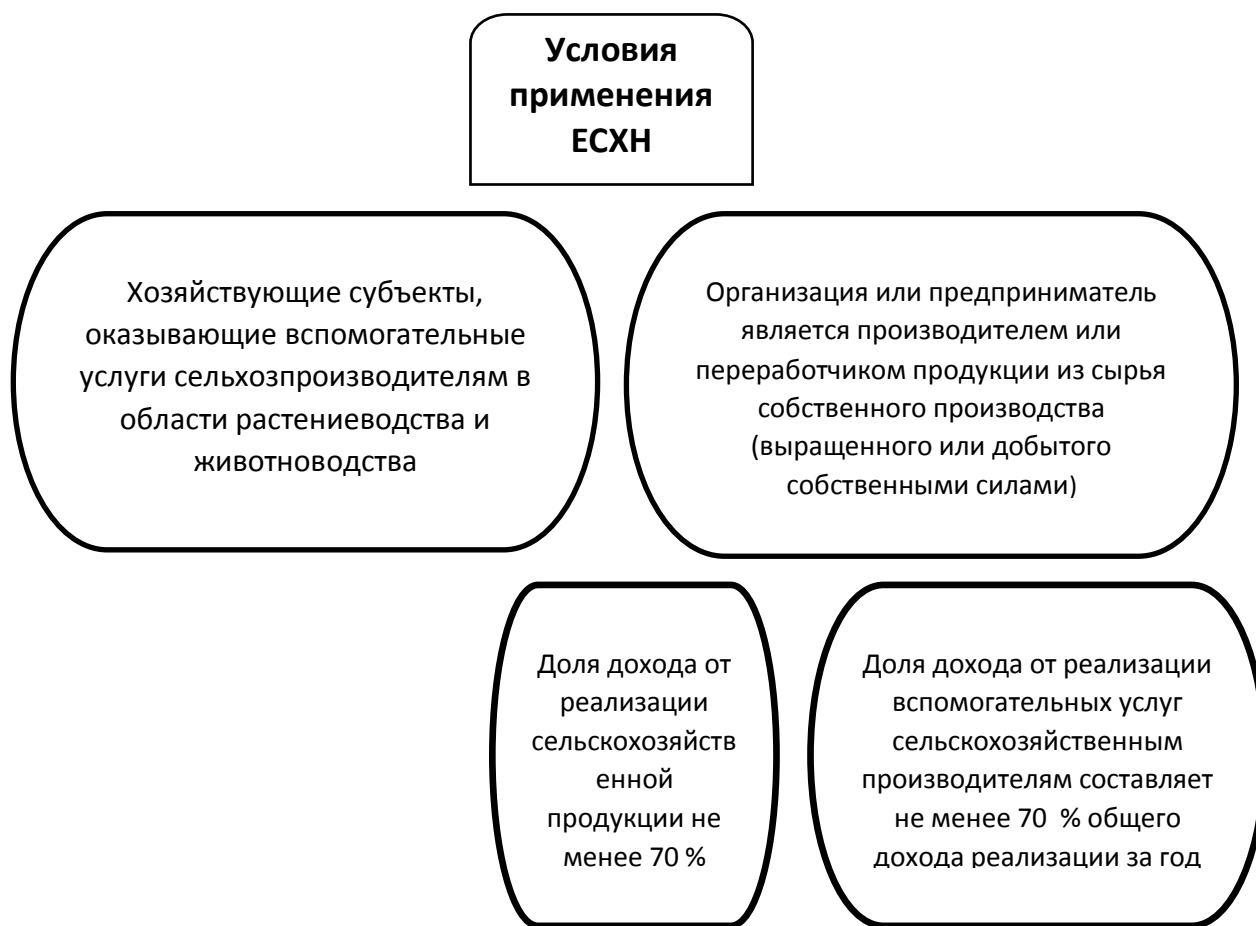 Условия
применения
ЕСХН
Хозяйствующие субъекты,
оказывающие вспомогательные
услуги сельхозпроизводителям в
области растениеводства и
животноводства
Организация или предприниматель
является производителем или
переработчиком продукции из сырья
собственного производства
(выращенного или добытого
собственными силами)
Доля дохода от
реализации
сельскохозяйств
енной
продукции не
менее 70 %
Доля дохода от реализации
вспомогательных услуг
сельскохозяйственным
производителям составляет
не менее 70 % общего
дохода реализации за год